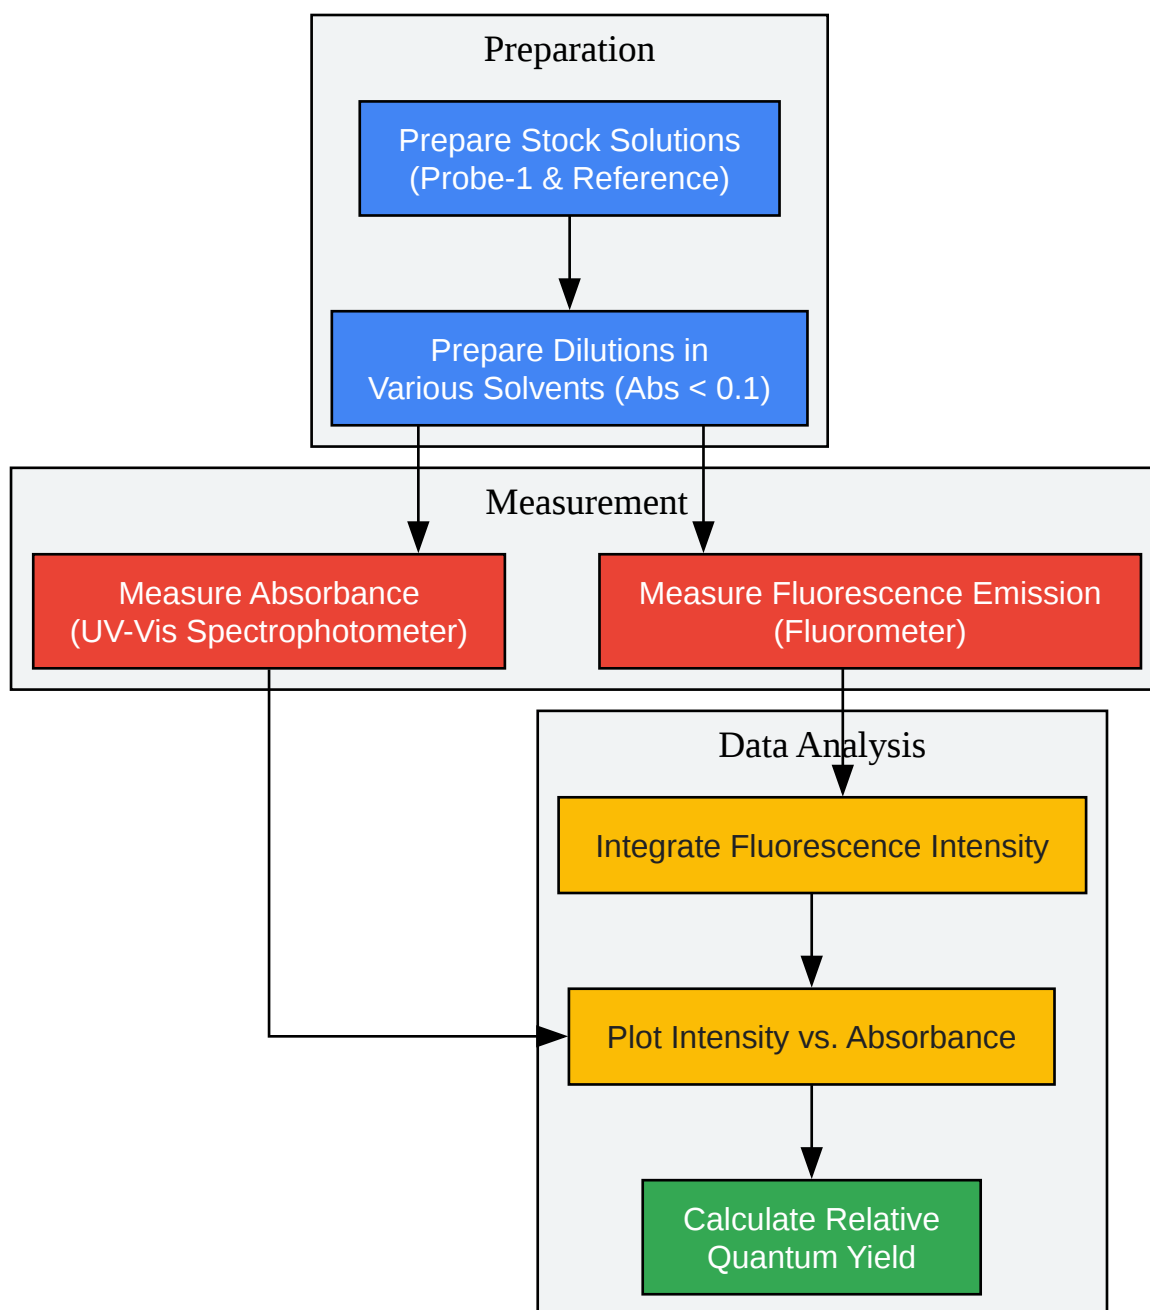 Preparation
Prepare Stock Solutions
(Probe-1 & Reference)
Prepare Dilutions in
Various Solvents (Abs < 0.1)
Measurement
Measure Absorbance
(UV-Vis Spectrophotometer)
Measure Fluorescence Emission
(Fluorometer)
Data Analysis
Integrate Fluorescence Intensity
Plot Intensity vs. Absorbance
Calculate Relative
Quantum Yield